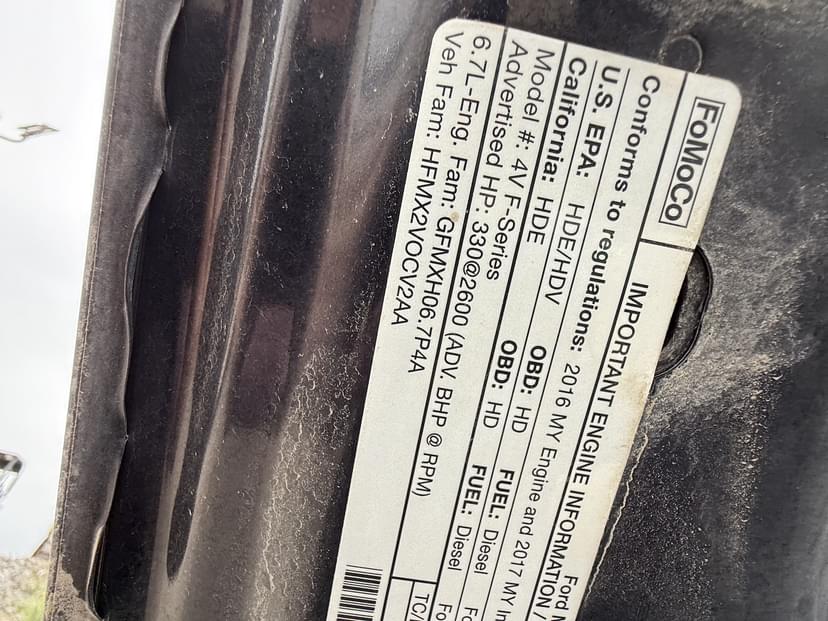 FoMoCo IMPORTANT ENGINE INFORMATION / Ford
Conforms to regulations: 2016 MY Engine and 2017 MY
U.S. EPA: HDE/HDV OBD: HD FUEL: Diesel
California: HDE OBD: HD FUEL: Diesel
Model #: 4V F-Series
Advertised HP: 330@2600 (ADV. BHP @ RPM)
6.7L-Eng. Fam: GFMXH06.7P4A
Veh Fam: HFMX2VOCV2AA